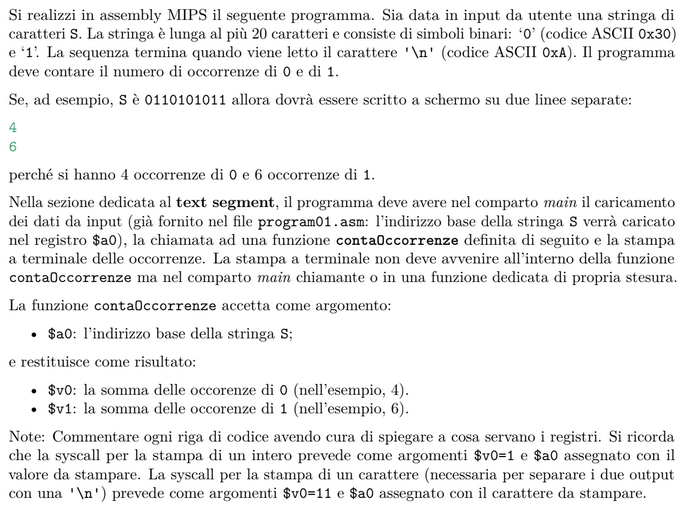 Si realizzi in assembly MIPS il seguente programma. Sia data in input da utente una stringa di
caratteri S. La stringa è lunga al più 20 caratteri e consiste di simboli binari: ‘0’ (codice ASCII 0x30)
e ‘1’. La sequenza termina quando viene letto il carattere '\n' (codice ASCII 0xA). Il programma
deve contare il numero di occorrenze di 0 e di 1.
Se, ad esempio, S è 0110101011 allora dovrà essere scritto a schermo su due linee separate:
4
6
perché si hanno 4 occorrenze di 0 e 6 occorrenze di 1.
Nella sezione dedicata al text segment, il programma deve avere nel comparto main il caricamento
dei dati da input (già fornito nel file program01.asm: l'indirizzo base della stringa S verrà caricato
nel registro $a0), la chiamata ad una funzione contaOccorrenze definita di seguito e la stampa
a terminale delle occorrenze. La stampa a terminale non deve avvenire all'interno della funzione
contaOccorrenze ma nel comparto main chiamante o in una funzione dedicata di propria stesura.
La funzione contaOccorrenze accetta come argomento:
• $a0: l'indirizzo base della stringa S;
e restituisce come risultato:
• $v0: la somma delle occorenze di 0 (nell'esempio, 4).
• $v1: la somma delle occorenze di 1 (nell'esempio, 6).
Note: Commentare ogni riga di codice avendo cura di spiegare a cosa servano i registri. Si ricorda
che la syscall per la stampa di un intero prevede come argomenti $v0=1 e $a0 assegnato con il
valore da stampare. La syscall per la stampa di un carattere (necessaria per separare i due output
con una '\n') prevede come argomenti $v0=11 e $a0 assegnato con il carattere da stampare.